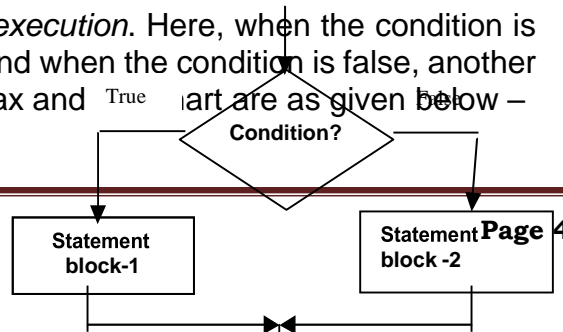 execution. Here, when the condition is
nd when the condition is false, another
ax and True art are as given below –
False
Condition?
Statement
block-1
Statement
block -2
Page 4